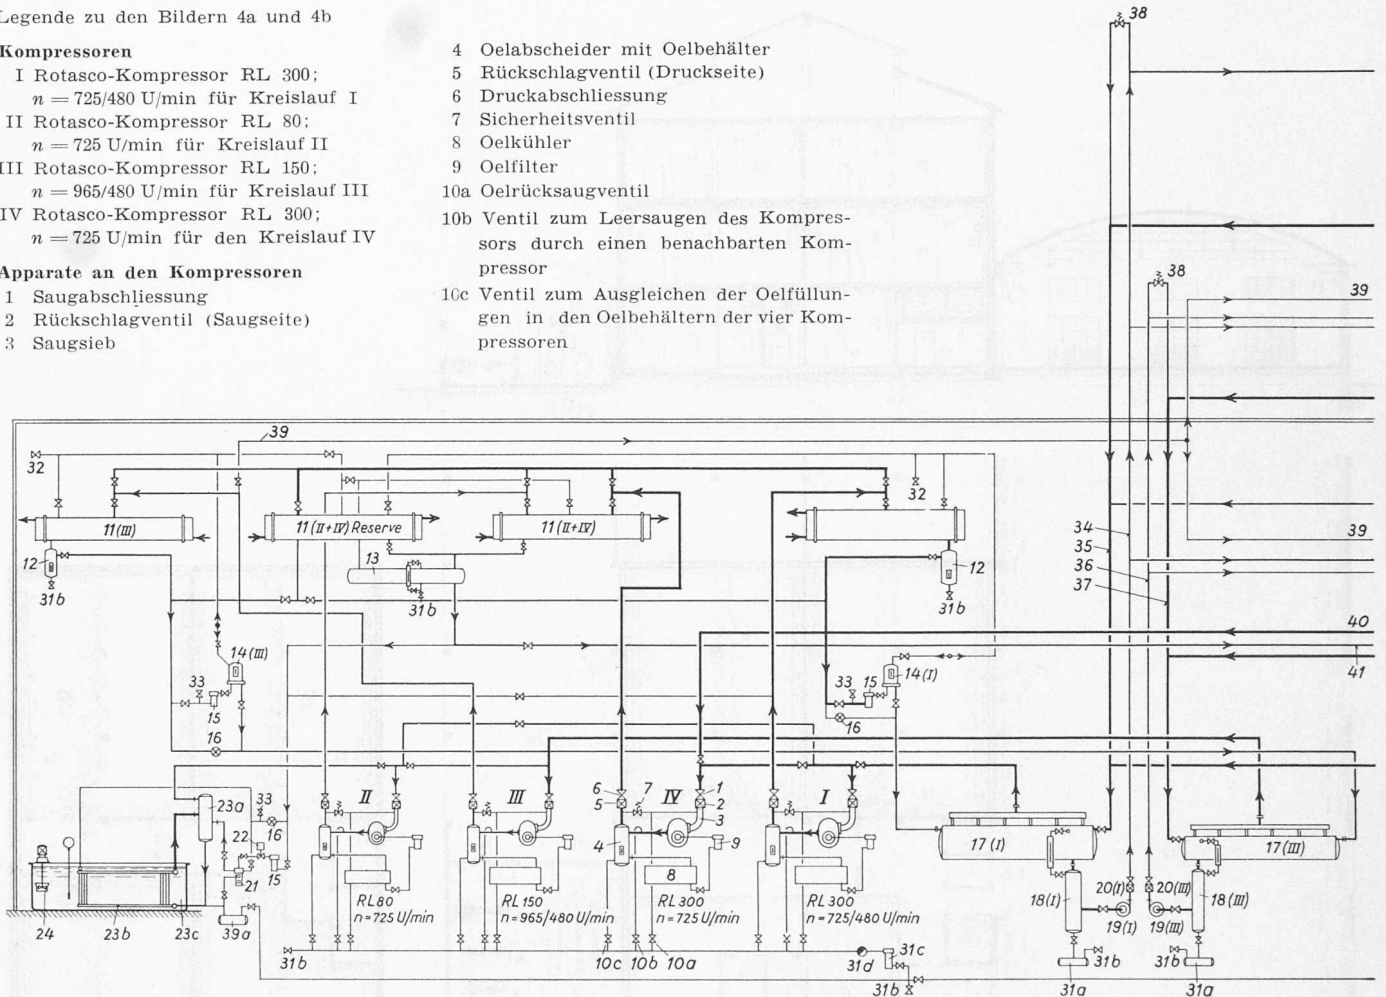 Legende zu den Bildern 4a und 4b
Kompressoren
I Rotasco-Kompressor RL 300;
n = 725/480 U/min für Kreislauf I
II Rotasco-Kompressor RL 80;
n = 725 U/min für Kreislauf II
III Rotasco-Kompressor RL 150;
n = 965/480 U/min für Kreislauf III
IV Rotasco-Kompressor RL 300;
n = 725 U/min für den Kreislauf IV
Apparate an den Kompressoren
1 Saugabschliessung
2 Rückschlagventil (Saugseite)
3 Saugsieb
4 Oelabscheider mit Oelbehälter
5 Rückschlagventil (Druckseite)
6 Druckabschliessung
7 Sicherheitsventil
8 Oelkühler
9 Oelfilter
10a Oelrücksaugventil
10b Ventil zum Leersaugen des Kompres-
sors durch einen benachbarten Kom-
pressor
10c Ventil zum Ausgleichen der Oelfüllun-
gen in den Oelbehältern der vier Kom-
pressoren
38
38
39
39
32
39
32
11 (III)
11 (II+IV) Reserve
11 (II+IV)
12
13
12
31b
31b
31b
34
35
36
37
39
40
41
14 (III)
33
15
16
14 (I)
33
15
16
23a
33
16
22
21
15
24
23b
23c
39a
II
III
IV
I
6
7
5
4
1
2
3
9
8
RL 80
n = 725 U/min
RL 150
n = 965/480 U/min
RL 300
n = 725 U/min
RL 300
n = 725/480 U/min
31b
10c
10b
10a
31d
31c
31b
17 (I)
17 (III)
18 (I)
20(I)
20(III)
18 (III)
19(I)
19(III)
31b
31b
31a
31a